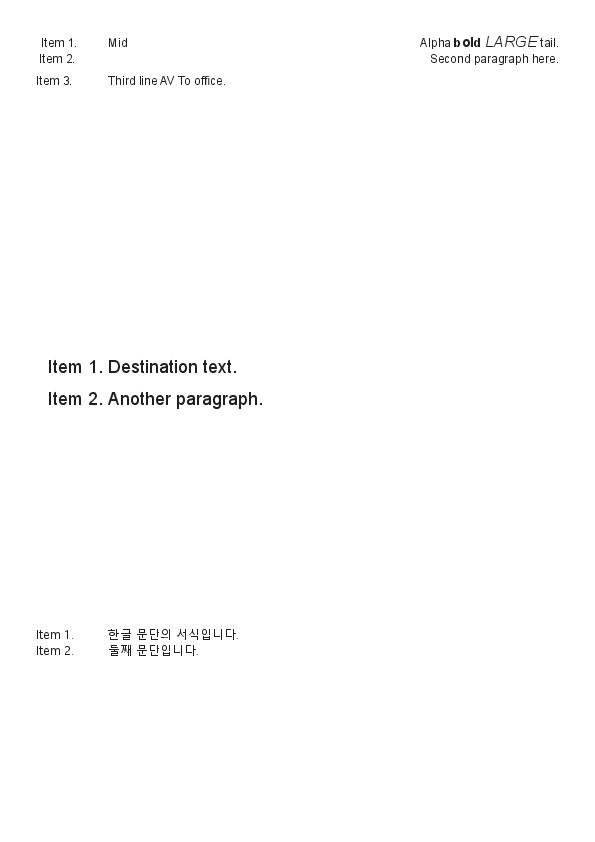 Item 1. Mid Alpha bold LARGE tail.
Item 2. Second paragraph here.
Item 3. Third line AV To office.
Item 1. Destination text.
Item 2. Another paragraph.
Item 1. 한글 문단의 서식입니다.
Item 2. 둘째 문단입니다.